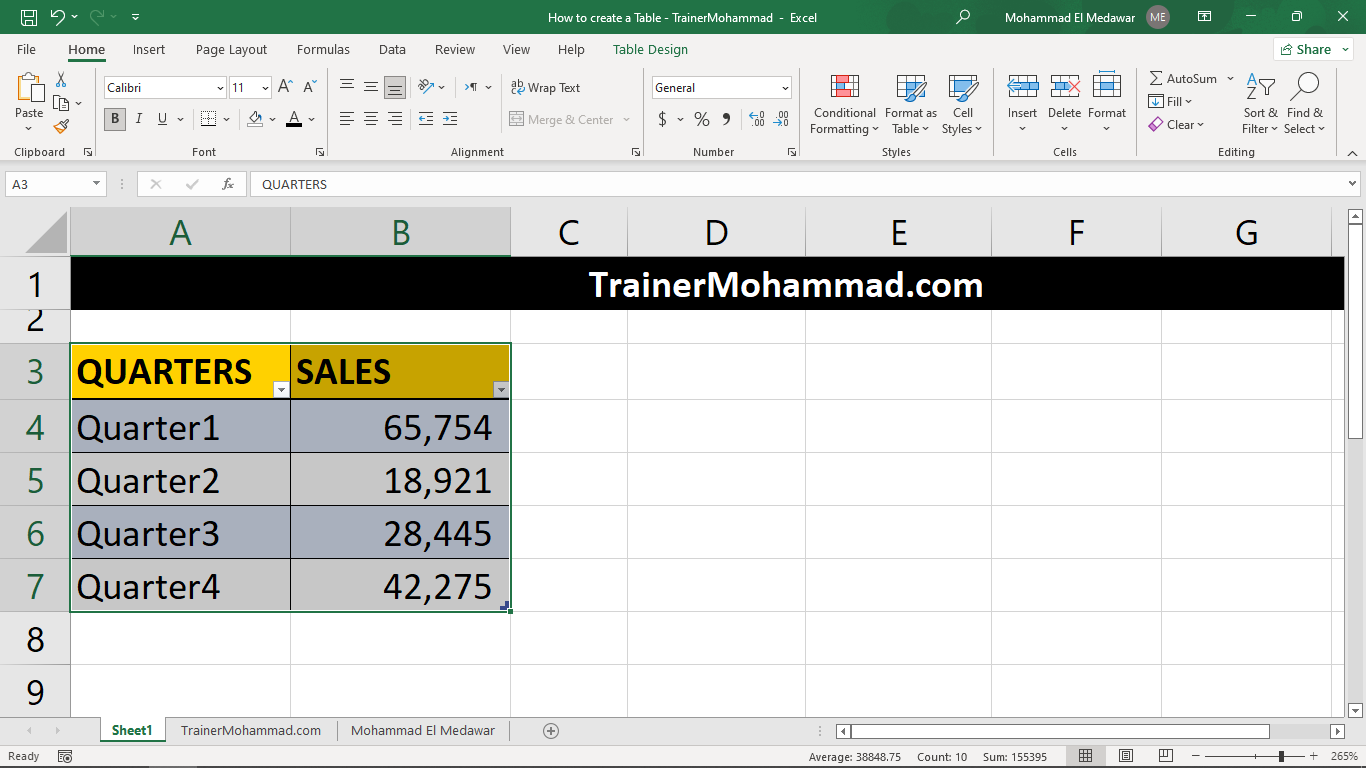 How to create a Table - TrainerMohammad - Excel
Mohammad El Medawar ME
File Home Insert Page Layout Formulas Data Review View Help Table Design Share
Paste
Clipboard
Calibri 11
B I U
A A
Font
ab Wrap Text
Merge & Center
Alignment
General
$ % ,
Number
Conditional Formatting
Format as Table
Cell Styles
Styles
Insert Delete Format
Cells
AutoSum
Fill
Clear
Sort & Filter
Find & Select
Editing
A3 fx QUARTERS
A B C D E F G
1 TrainerMohammad.com
2
3 QUARTERS SALES
4 Quarter1 65,754
5 Quarter2 18,921
6 Quarter3 28,445
7 Quarter4 42,275
8
9
Sheet1 TrainerMohammad.com Mohammad El Medawar
Ready Average: 38848.75 Count: 10 Sum: 155395 265%